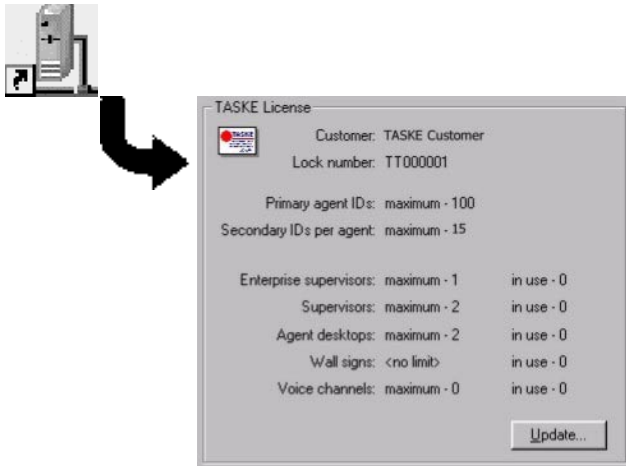 TASKE License
TASKE
Customer: TASKE Customer
Lock number: TT000001
Primary agent IDs: maximum - 100
Secondary IDs per agent: maximum - 15
Enterprise supervisors: maximum - 1 in use - 0
Supervisors: maximum - 2 in use - 0
Agent desktops: maximum - 2 in use - 0
Wall signs: <no limit> in use - 0
Voice channels: maximum - 0 in use - 0
Update...